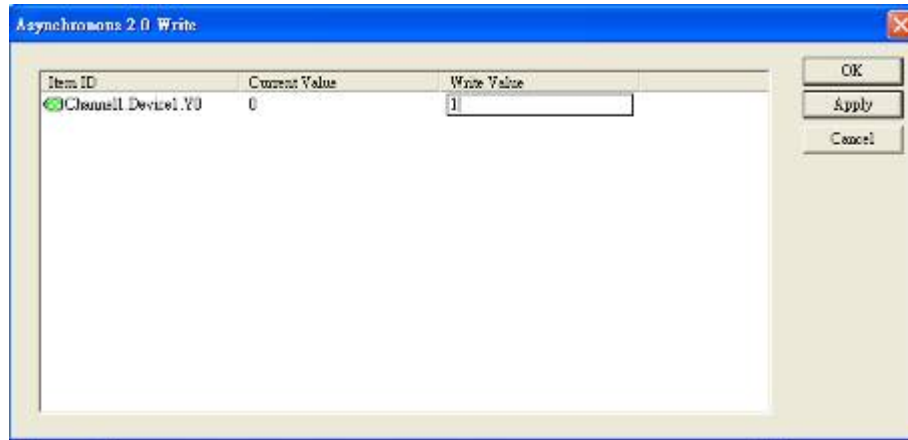 Asynchronous 2.0 Write
Item ID Current Value Write Value
Channel1.Device1.Y0 0 1
OK
Apply
Cancel